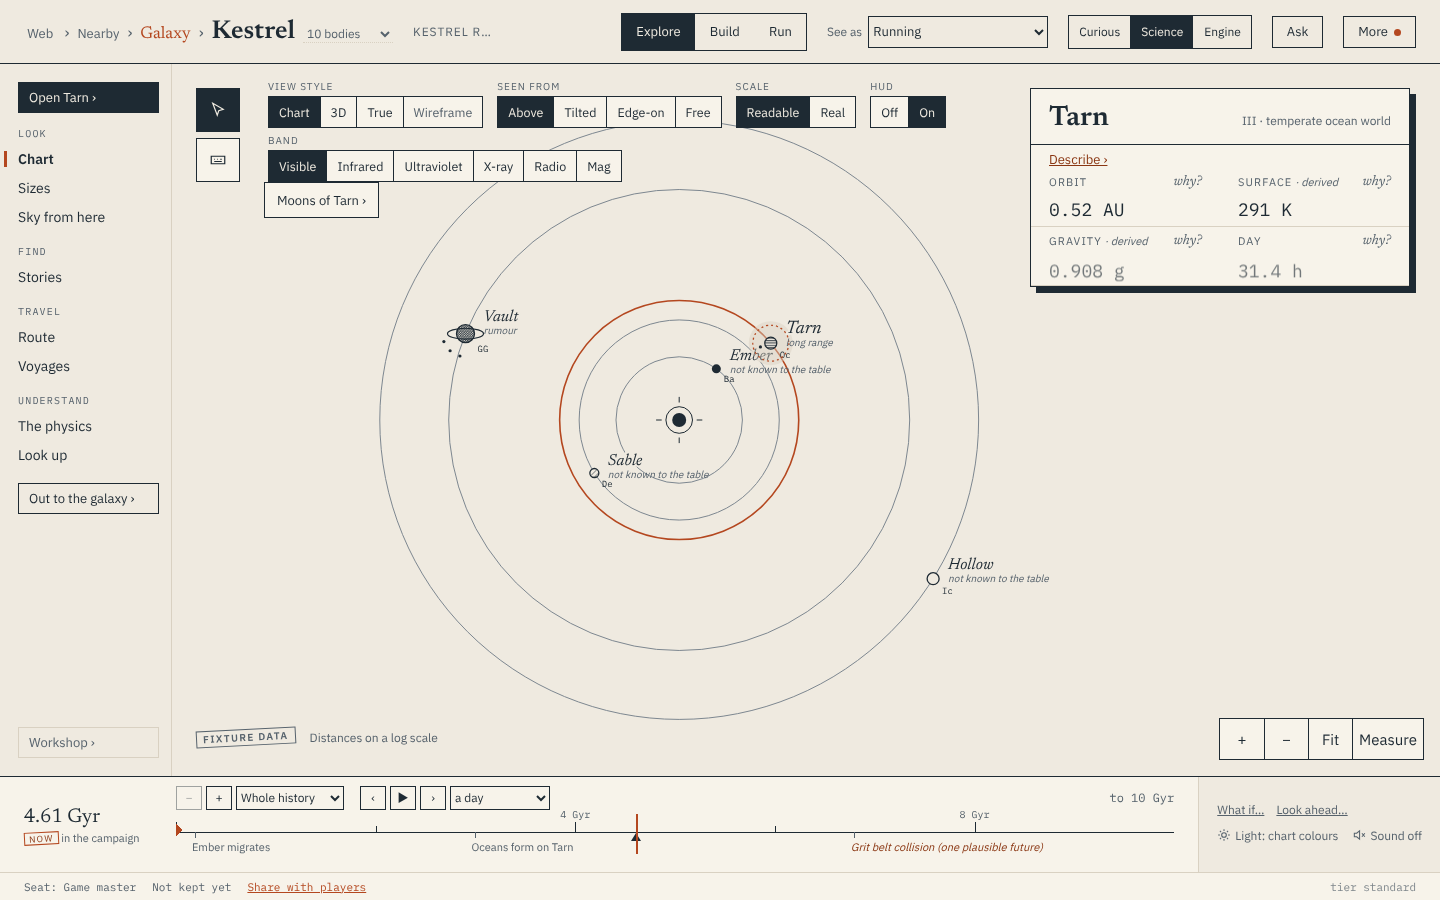 Web › Nearby › Galaxy › Kestrel 10 bodies KESTREL R...
Explore Build Run See as Running Curious Science Engine Ask More
Open Tarn ›
LOOK
Chart
Sizes
Sky from here
FIND
Stories
TRAVEL
Route
Voyages
UNDERSTAND
The physics
Look up
Out to the galaxy ›
Workshop ›
VIEW STYLE
Chart 3D True Wireframe
SEEN FROM
Above Tilted Edge-on Free
SCALE
Readable Real
HUD
Off On
BAND
Visible Infrared Ultraviolet X-ray Radio Mag
Moons of Tarn ›
Tarn III · temperate ocean world
Describe ›
ORBIT why? SURFACE · derived why?
0.52 AU 291 K
GRAVITY · derived why? DAY why?
0.908 g 31.4 h
Vault
rumour
GG
Tarn
long range
Oc
Ember
not known to the table
Ba
Sable
not known to the table
De
Hollow
not known to the table
Ic
FIXTURE DATA Distances on a log scale
+ − Fit Measure
4.61 Gyr
NOW in the campaign
− + Whole history ‹ ▶ › a day to 10 Gyr
4 Gyr 8 Gyr
Ember migrates Oceans form on Tarn Grit belt collision (one plausible future)
What if... Look ahead...
Light: chart colours Sound off
Seat: Game master Not kept yet Share with players tier standard